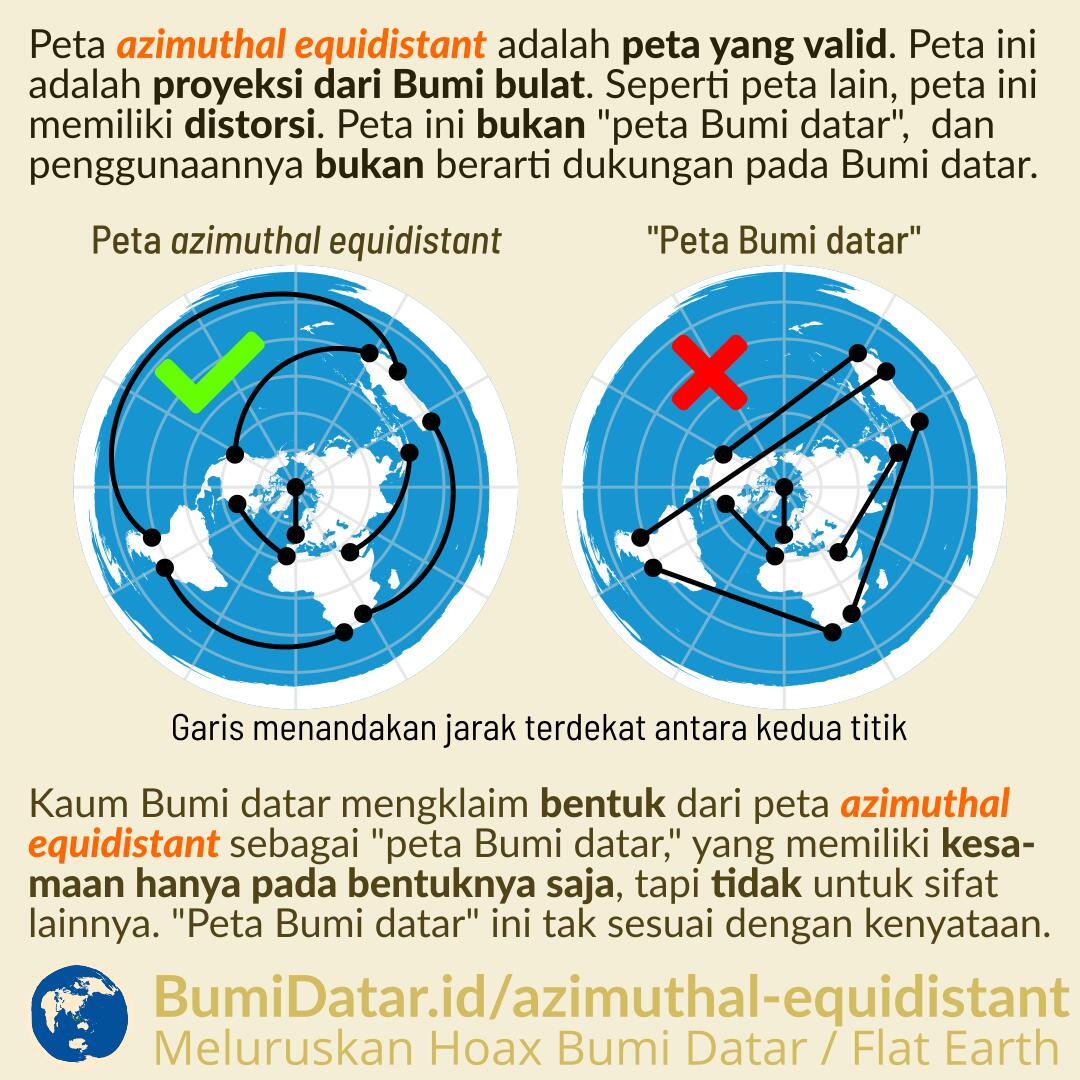 Peta azimuthal equidistant adalah peta yang valid. Peta ini
adalah proyeksi dari Bumi bulat. Seperti peta lain, peta ini
memiliki distorsi. Peta ini bukan "peta Bumi datar", dan
penggunaannya bukan berarti dukungan pada Bumi datar.
Peta azimuthal equidistant
"Peta Bumi datar"
Garis menandakan jarak terdekat antara kedua titik
Kaum Bumi datar mengklaim bentuk dari peta azimuthal
equidistant sebagai "peta Bumi datar," yang memiliki kesa-
maan hanya pada bentuknya saja, tapi tidak untuk sifat
lainnya. "Peta Bumi datar" ini tak sesuai dengan kenyataan.
BumiDatar.id/azimuthal-equidistant
Meluruskan Hoax Bumi Datar / Flat Earth